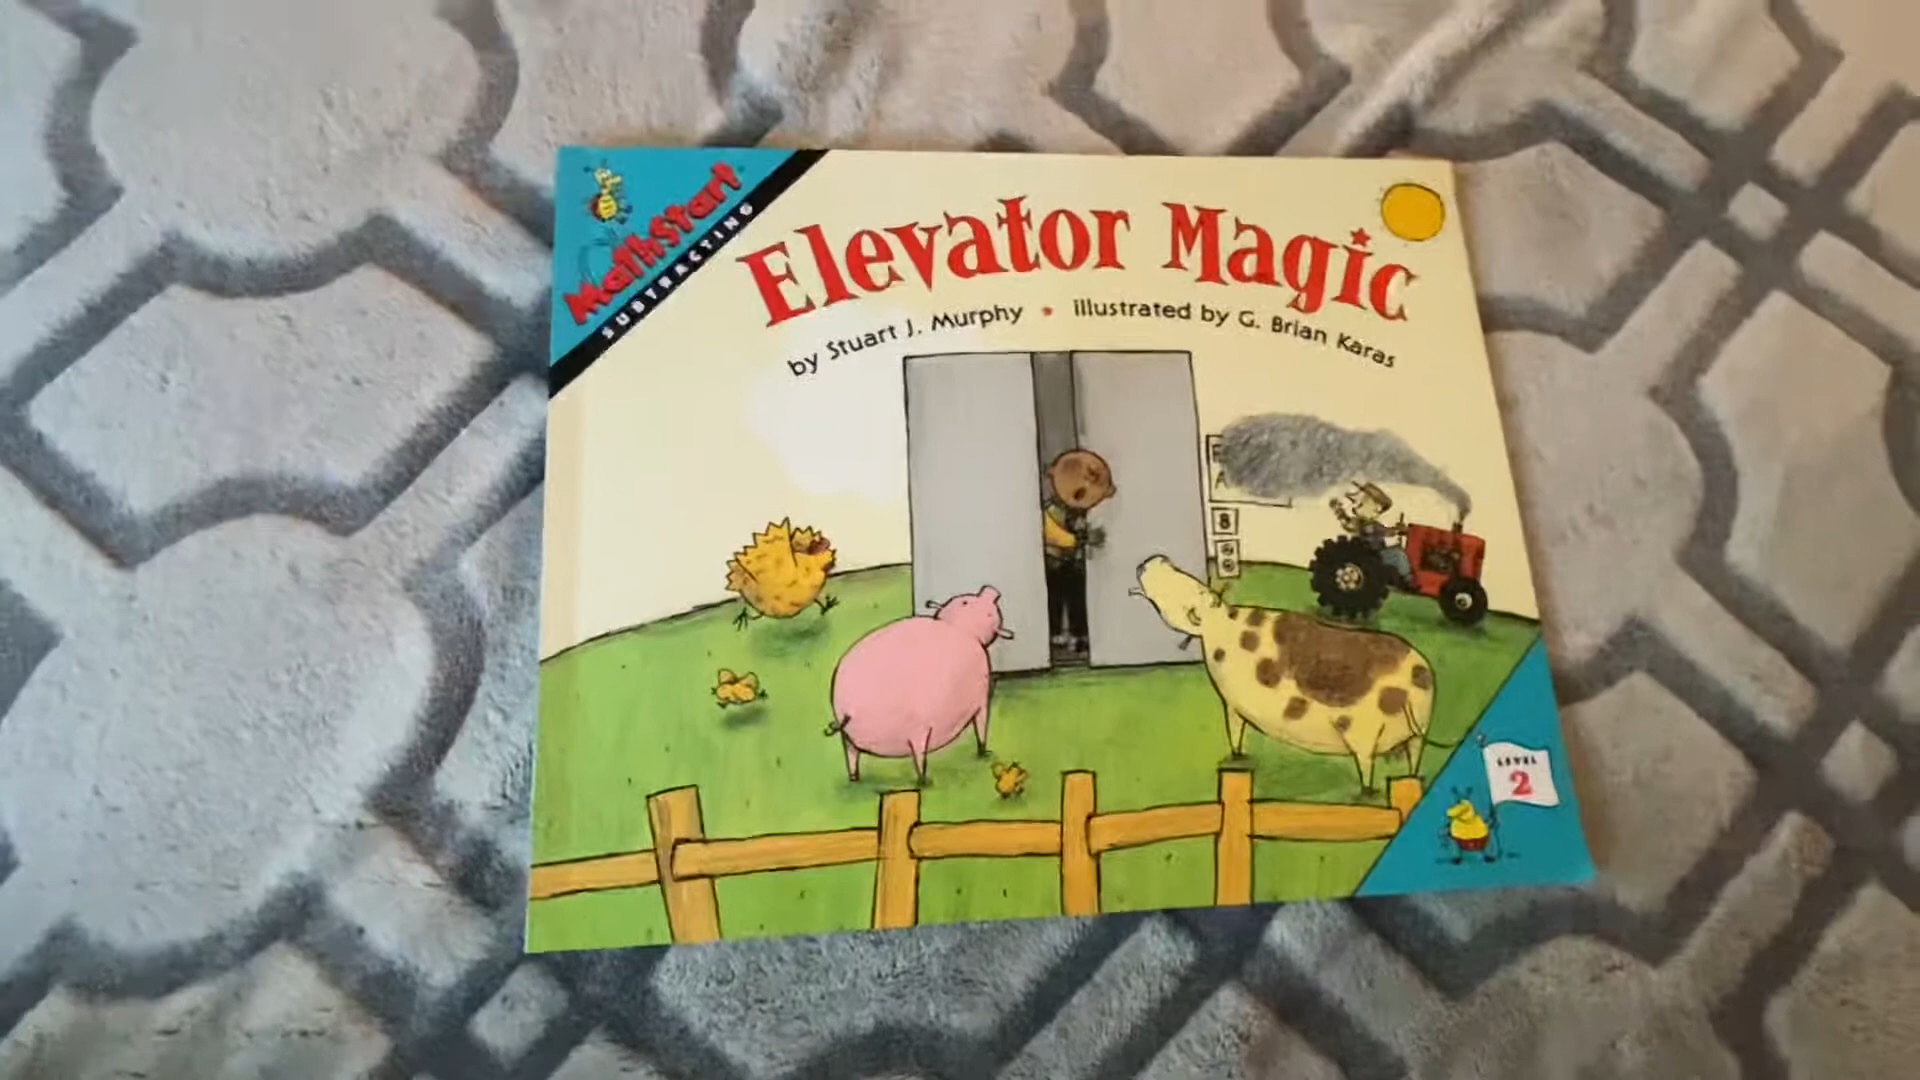 MathStart
SUBTRACTING
Elevator Magic
by Stuart J. Murphy • illustrated by G. Brian Karas
8
LEVEL
2